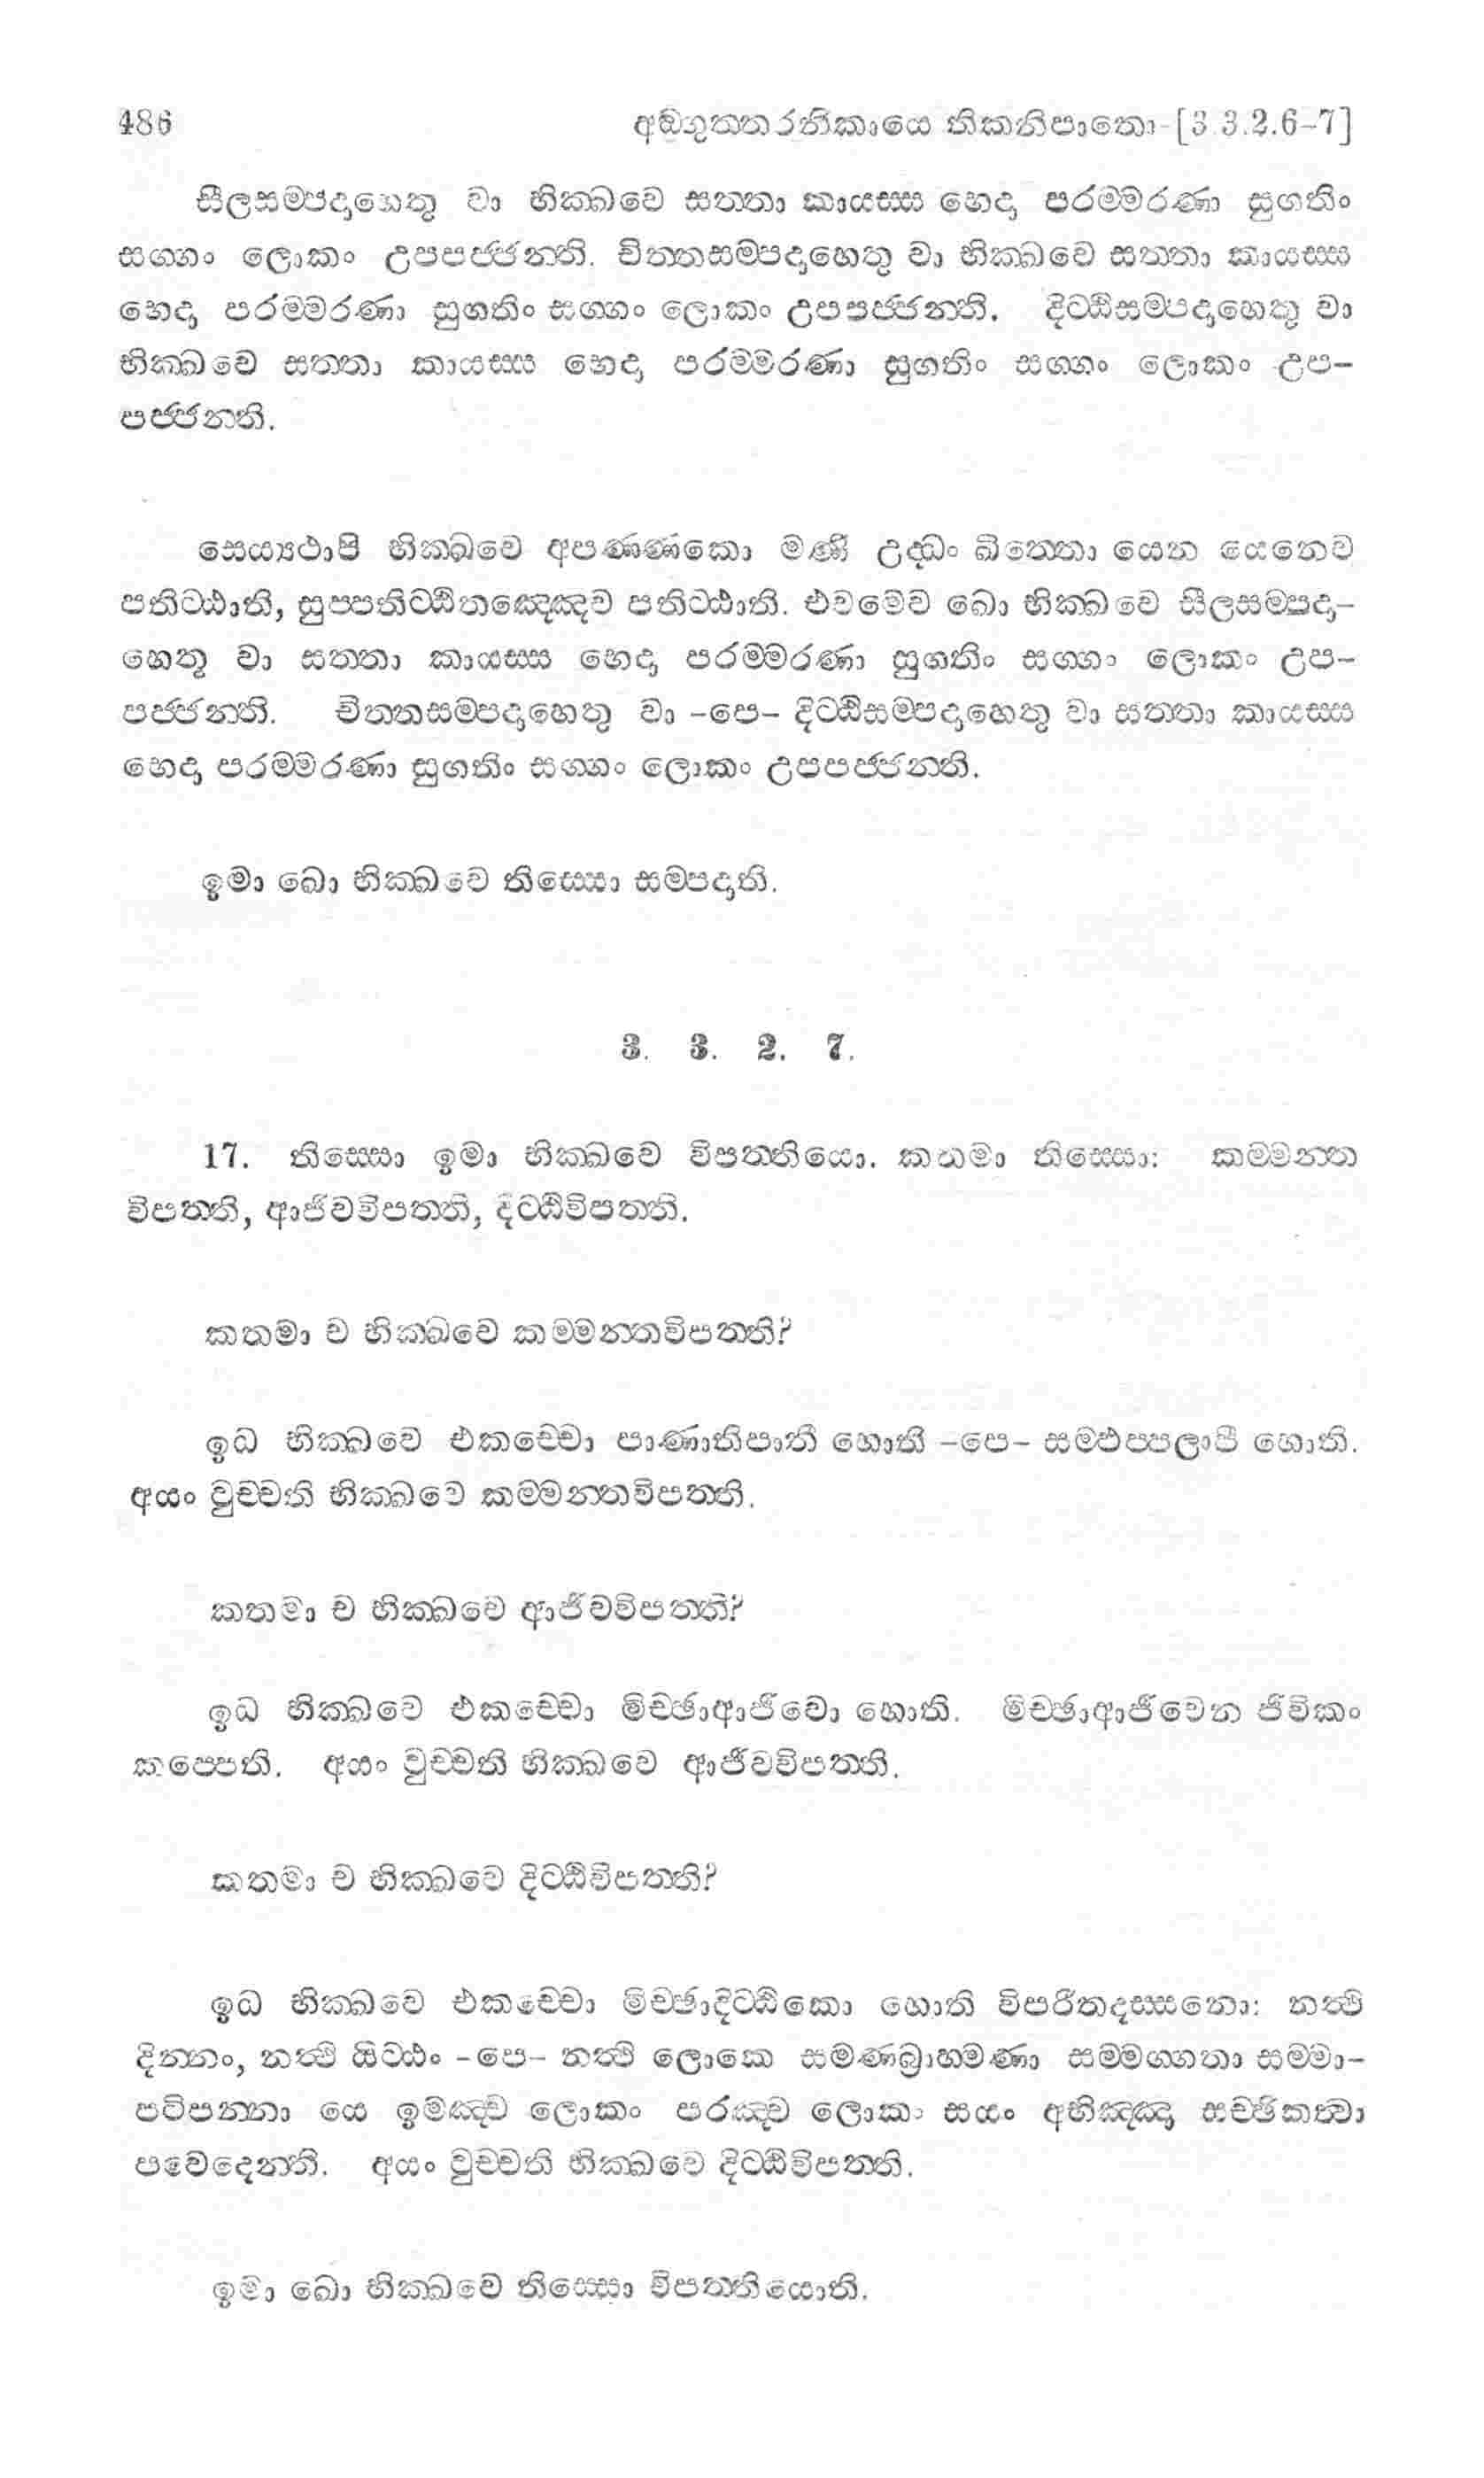 486 අඞ්ගුත්තරනිකායෙ තිකනිපාතො-[3.3.2.6-7]
සීලසම්පදාහෙතු වා භික්ඛවෙ සත්තා කායස්ස භෙදා පරම්මරණා සුගතිං
සග්ගං ලොකං උපපජ්ජන්ති. චිත්තසම්පදාහෙතු වා භික්ඛවෙ සත්තා කායස්ස
භෙදා පරම්මරණා සුගතිං සග්ගං ලොකං උපපජ්ජන්ති. දිට්ඨිසම්පදාහෙතු වා
භික්ඛවෙ සත්තා කායස්ස භෙදා පරම්මරණා සුගතිං සග්ගං ලොකං උප-
පජ්ජන්ති.
සෙය්‍යථාපි භික්ඛවෙ අපණ්ණකො මණි උද්ධං ඛිත්තො යෙන යෙනෙව
පතිට්ඨාති, සුප්පතිට්ඨිතඤ්ඤෙව පතිට්ඨාති. එවමෙව ඛො භික්ඛවෙ සීලසම්පදා-
හෙතු වා සත්තා කායස්ස භෙදා පරම්මරණා සුගතිං සග්ගං ලොකං උප-
පජ්ජන්ති. චිත්තසම්පදාහෙතු වා -පෙ- දිට්ඨිසම්පදාහෙතු වා සත්තා කායස්ස
භෙදා පරම්මරණා සුගතිං සග්ගං ලොකං උපපජ්ජන්ති.
ඉමා ඛො භික්ඛවෙ තිස්සො සම්පදාති.
3. 3. 2. 7.
17. තිස්සො ඉමා භික්ඛවෙ විපත්තියො. කතමා තිස්සො: කම්මන්ත
විපත්ති, ආජීවවිපත්ති, දිට්ඨිවිපත්ති.
කතමා ච භික්ඛවෙ කම්මන්තවිපත්ති?
ඉධ භික්ඛවෙ එකච්චො පාණාතිපාතී හොති -පෙ- සම්ඵප්පලාපී හොති.
අයං වුච්චති භික්ඛවෙ කම්මන්තවිපත්ති.
කතමා ච භික්ඛවෙ ආජීවවිපත්ති?
ඉධ භික්ඛවෙ එකච්චො මිච්ඡාආජීවො හොති. මිච්ඡාආජීවෙන ජීවිකං
කප්පෙති. අයං වුච්චති භික්ඛවෙ ආජීවවිපත්ති.
කතමා ච භික්ඛවෙ දිට්ඨිවිපත්ති?
ඉධ භික්ඛවෙ එකච්චො මිච්ඡාදිට්ඨිකො හොති විපරීතදස්සනො: නත්ථි
දින්නං, නත්ථි යිට්ඨං -පෙ- නත්ථි ලොකෙ සමණබ්‍රාහ්මණා සම්මග්ගතා සම්මා-
පටිපන්නා යෙ ඉමඤ්ච ලොකං පරඤ්ච ලොකං සයං අභිඤ්ඤා සච්ඡිකත්වා
පවෙදෙන්ති. අයං වුච්චති භික්ඛවෙ දිට්ඨිවිපත්ති.
ඉමා ඛො භික්ඛවෙ තිස්සො විපත්තියොති.